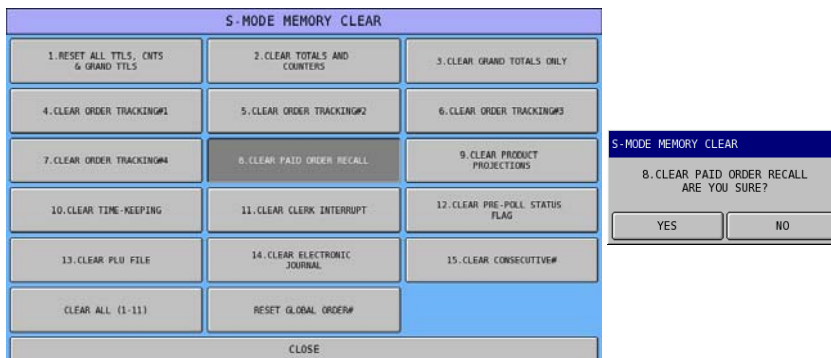 S-MODE MEMORY CLEAR
1.RESET ALL TTLS, CNTS
& GRAND TTLS
2.CLEAR TOTALS AND
COUNTERS
3.CLEAR GRAND TOTALS ONLY
4.CLEAR ORDER TRACKING#1
5.CLEAR ORDER TRACKING#2
6.CLEAR ORDER TRACKING#3
7.CLEAR ORDER TRACKING#4
8.CLEAR PAID ORDER RECALL
9.CLEAR PRODUCT
PROJECTIONS
10.CLEAR TIME-KEEPING
11.CLEAR CLERK INTERRUPT
12.CLEAR PRE-POLL STATUS
FLAG
13.CLEAR PLU FILE
14.CLEAR ELECTRONIC
JOURNAL
15.CLEAR CONSECUTIVE#
CLEAR ALL (1-11)
RESET GLOBAL ORDER#
CLOSE
S-MODE MEMORY CLEAR
8.CLEAR PAID ORDER RECALL
ARE YOU SURE?
YES
NO